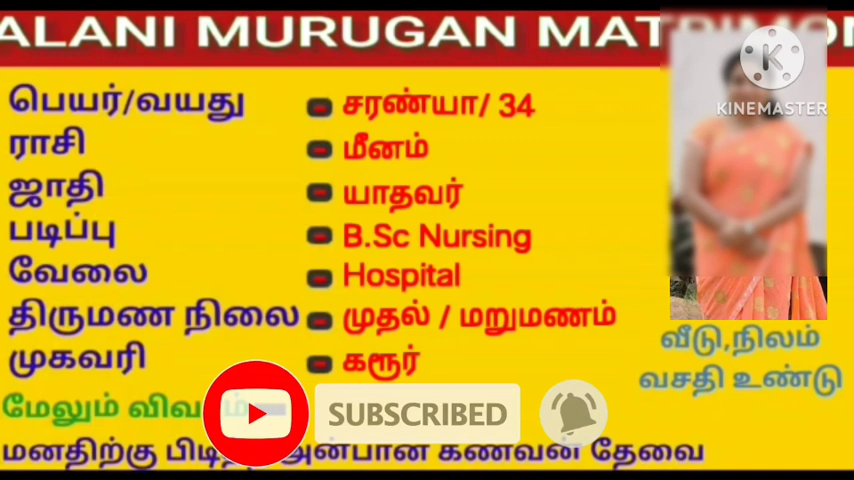 ALANI MURUGAN
KINEMASTER
பெயர்/வயது - சரண்யா/ 34
ராசி - மீனம்
ஜாதி - யாதவர்
படிப்பு - B.Sc Nursing
வேலை - Hospital
திருமண நிலை - முதல் / மறுமணம்
முகவரி - கரூர்
வீடு,நிலம்
வசதி உண்டு
மேலும்
SUBSCRIBED
மனதிற்கு அன்பான கணவன் தேவை